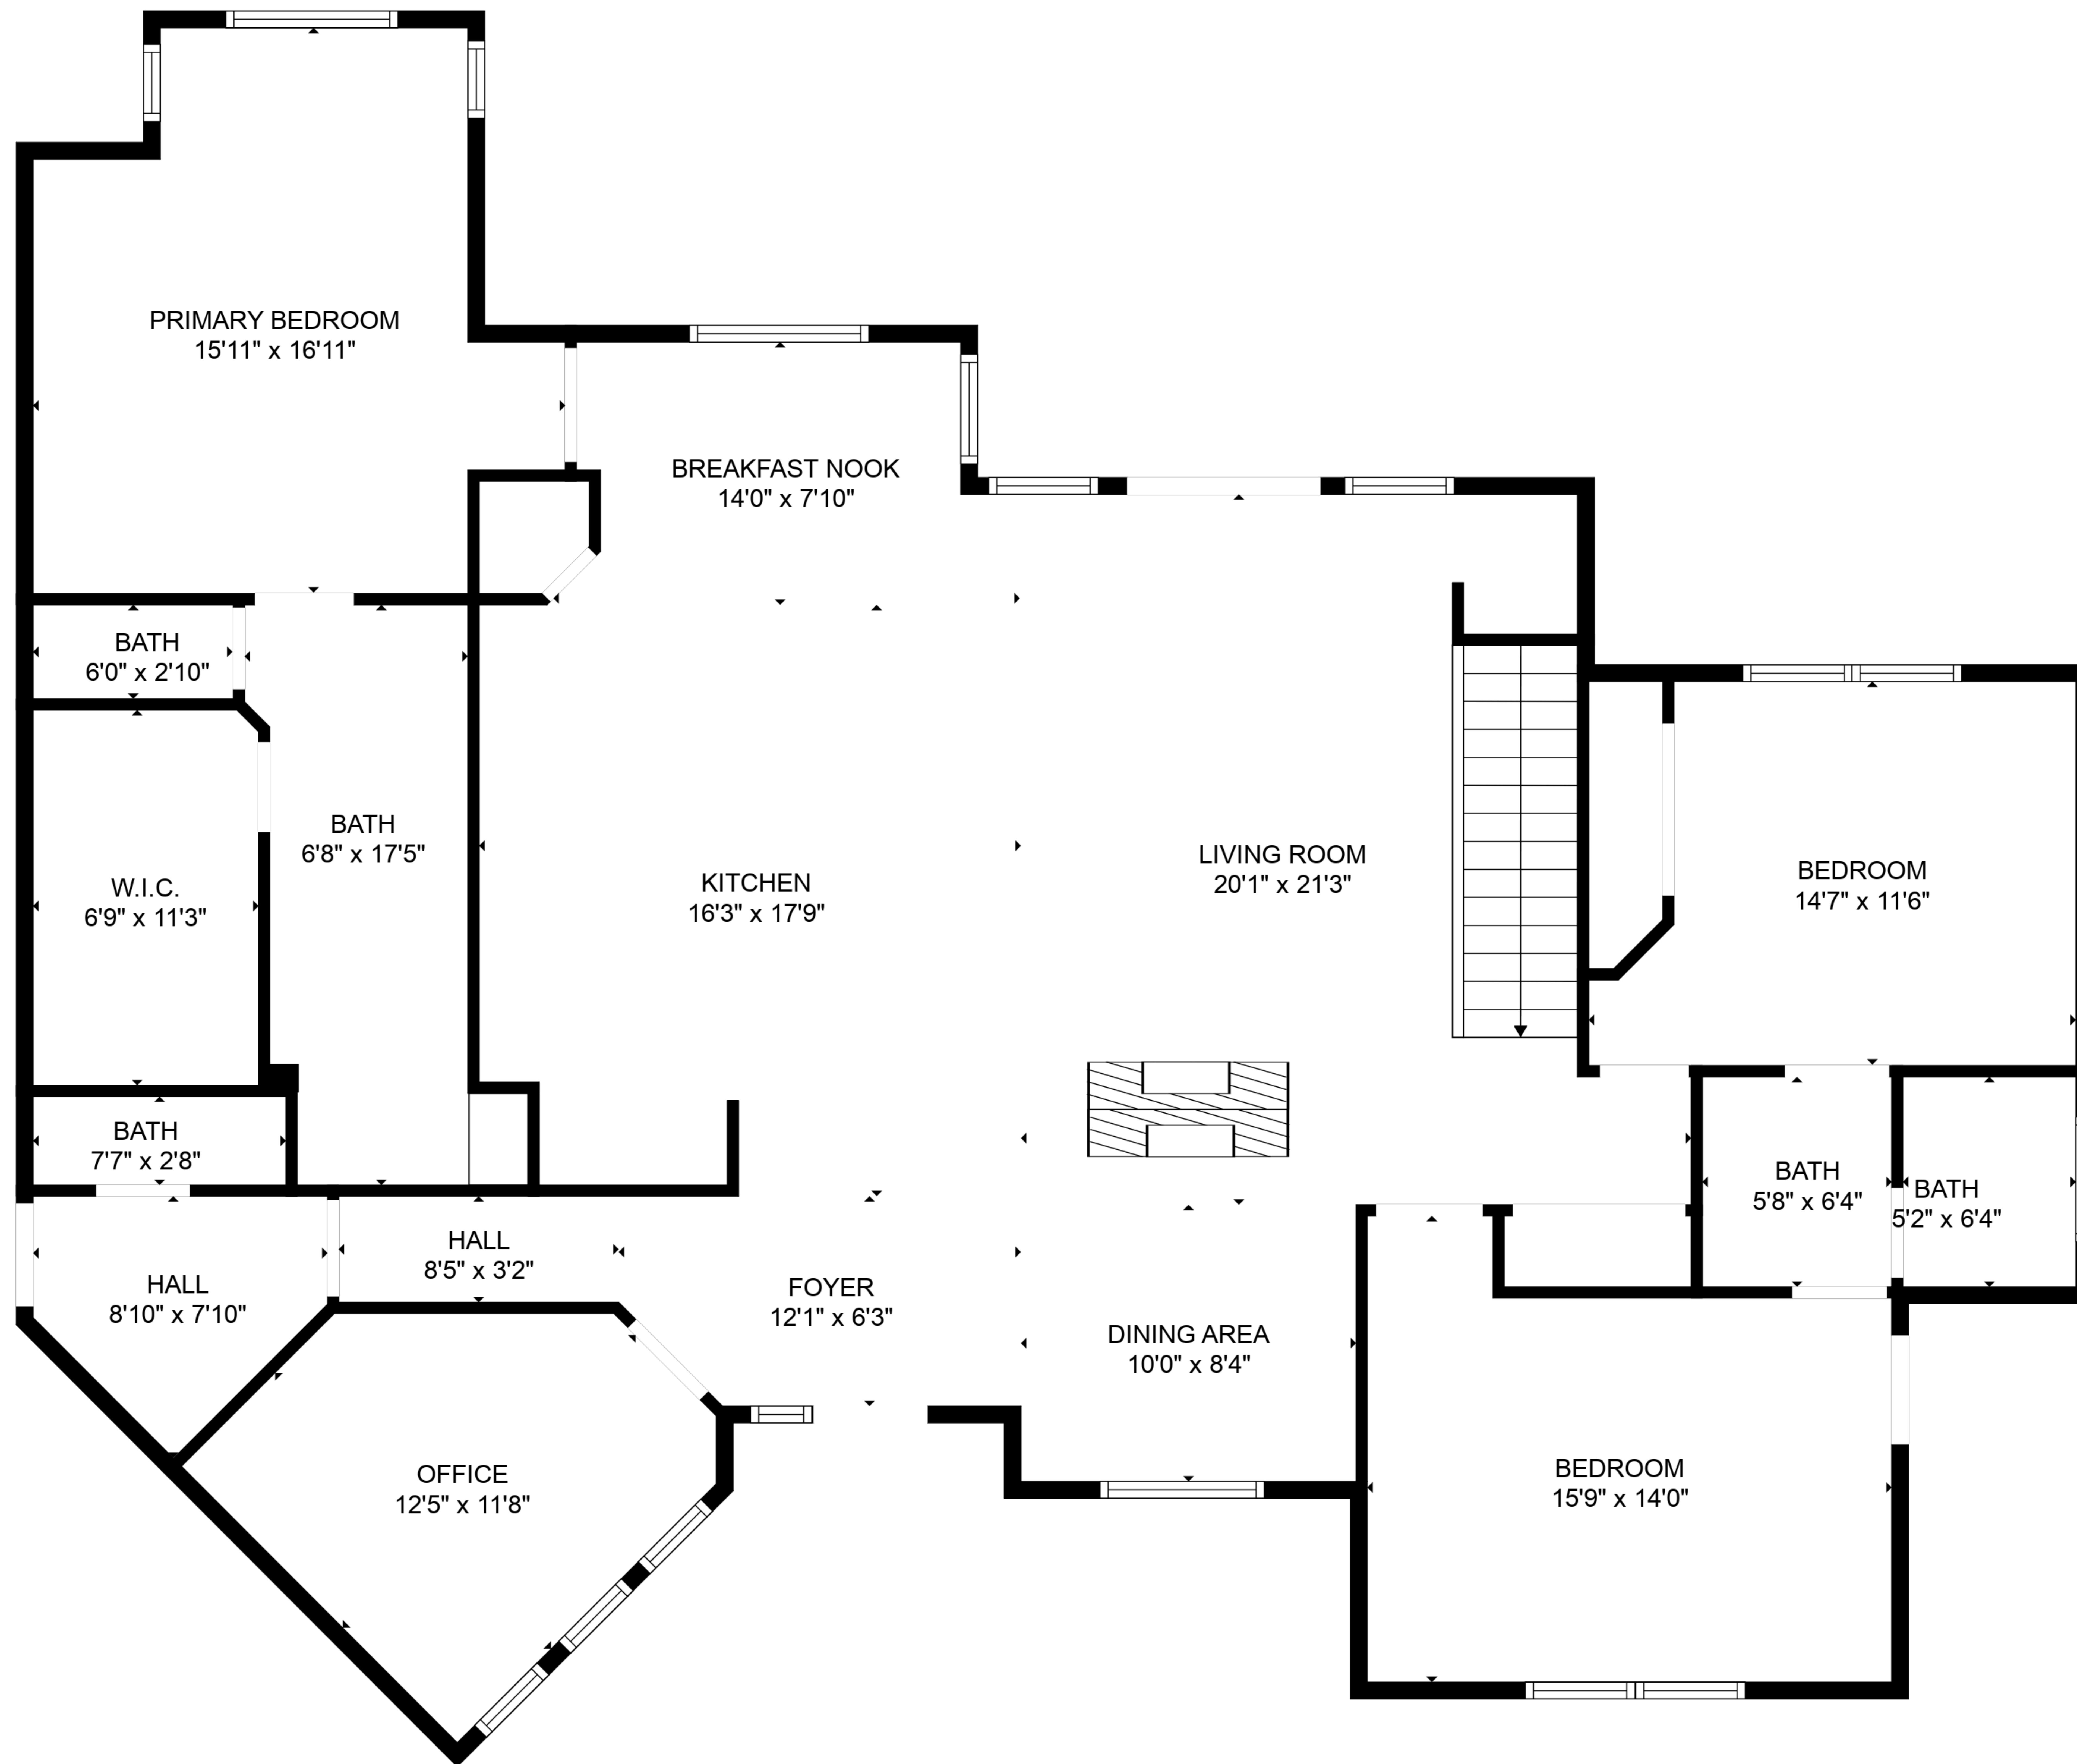 PRIMARY BEDROOM
15'11" x 16'11"
BREAKFAST NOOK
14'0" x 7'10"
BATH
6'0" x 2'10"
BATH
6'8" x 17'5"
W.I.C.
6'9" x 11'3"
KITCHEN
16'3" x 17'9"
LIVING ROOM
20'1" x 21'3"
BEDROOM
14'7" x 11'6"
BATH
7'7" x 2'8"
BATH
5'8" x 6'4"
BATH
5'2" x 6'4"
HALL
8'5" x 3'2"
HALL
8'10" x 7'10"
FOYER
12'1" x 6'3"
DINING AREA
10'0" x 8'4"
OFFICE
12'5" x 11'8"
BEDROOM
15'9" x 14'0"